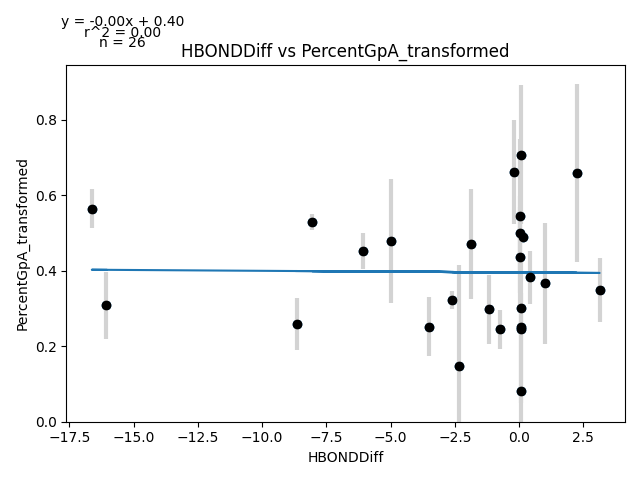 y = -0.00x + 0.40
r^2 = 0.00
n = 26
HBONDDiff vs PercentGpA_transformed
PercentGpA_transformed
0.8
0.6
0.4
0.2
0.0
−17.5 −15.0 −12.5 −10.0 −7.5 −5.0 −2.5 0.0 2.5
HBONDDiff